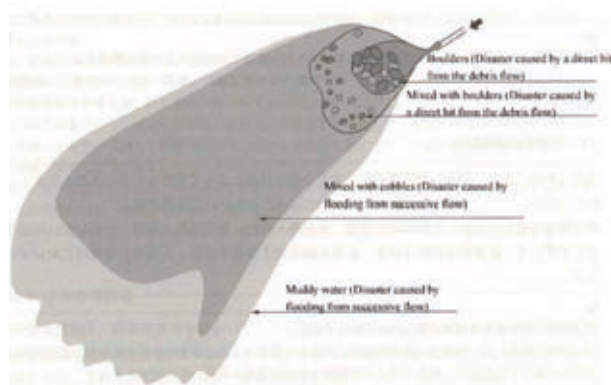 Boulders (Disaster caused by a direct hit
from the debris flow)
Mixed with boulders (Disaster caused by
a direct hit from the debris flow)
Mixed with cobbles (Disaster caused by
flooding from successive flow)
Muddy water (Disaster caused by
flooding from successive flow)